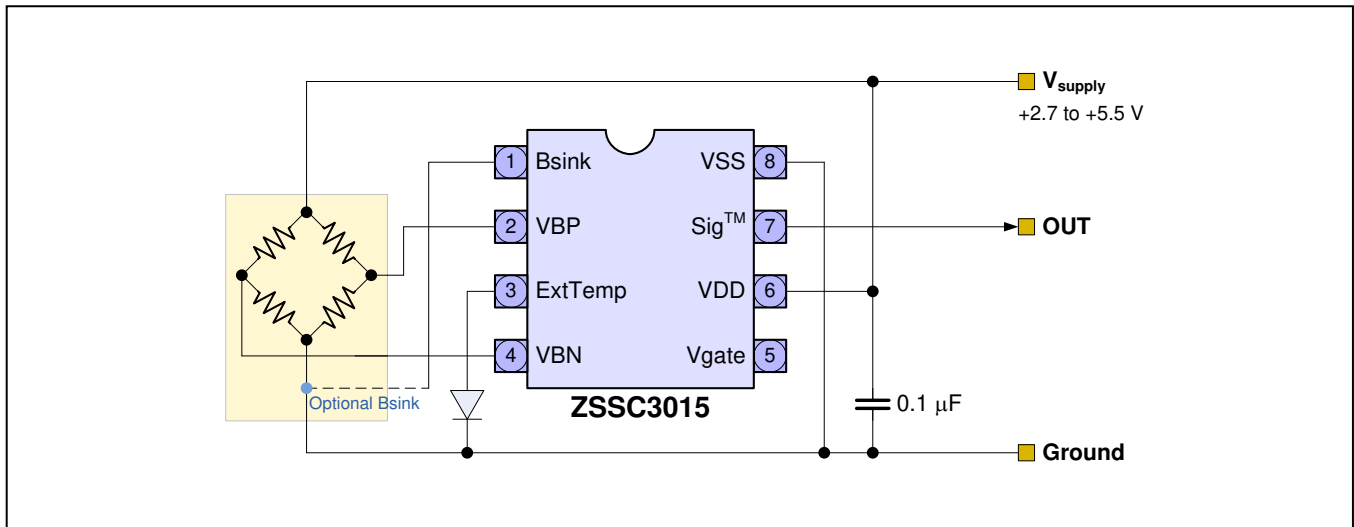 Vsupply
+2.7 to +5.5 V
1 Bsink VSS 8
2 VBP Sig™ 7
OUT
3 ExtTemp VDD 6
4 VBN Vgate 5
Optional Bsink
ZSSC3015
0.1 μF
Ground